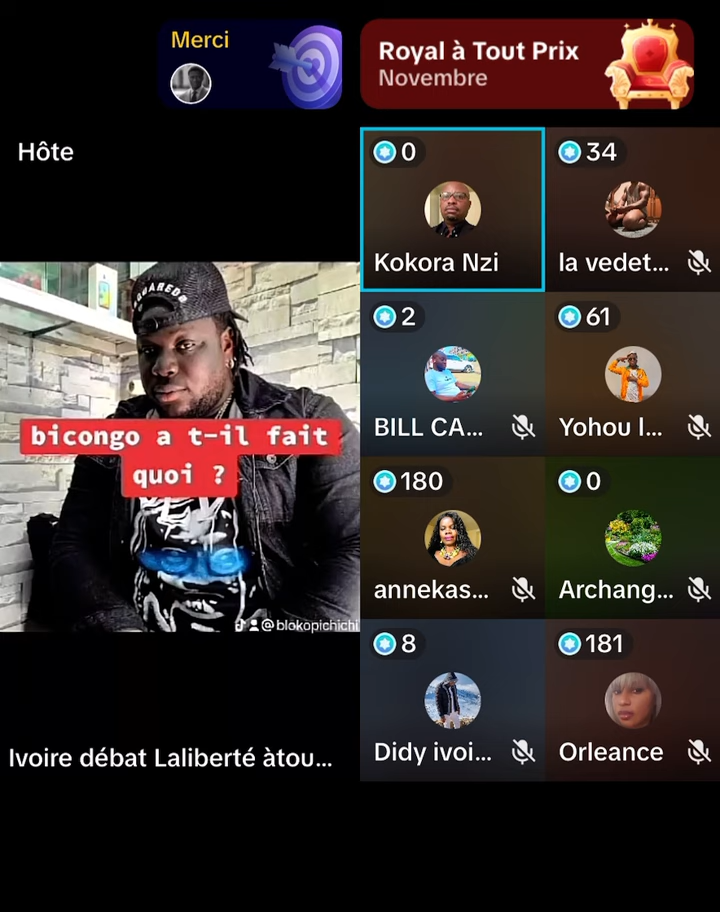 Merci
Royal à Tout Prix
Novembre
Hôte
0
34
Kokora Nzi
la vedet...
2
61
BILL CA...
Yohou l...
bicongo a t-il fait
quoi ?
180
0
annekas...
Archang...
@blokopichichi
8
181
Didy ivoi...
Orleance
Ivoire débat Laliberté àtou...